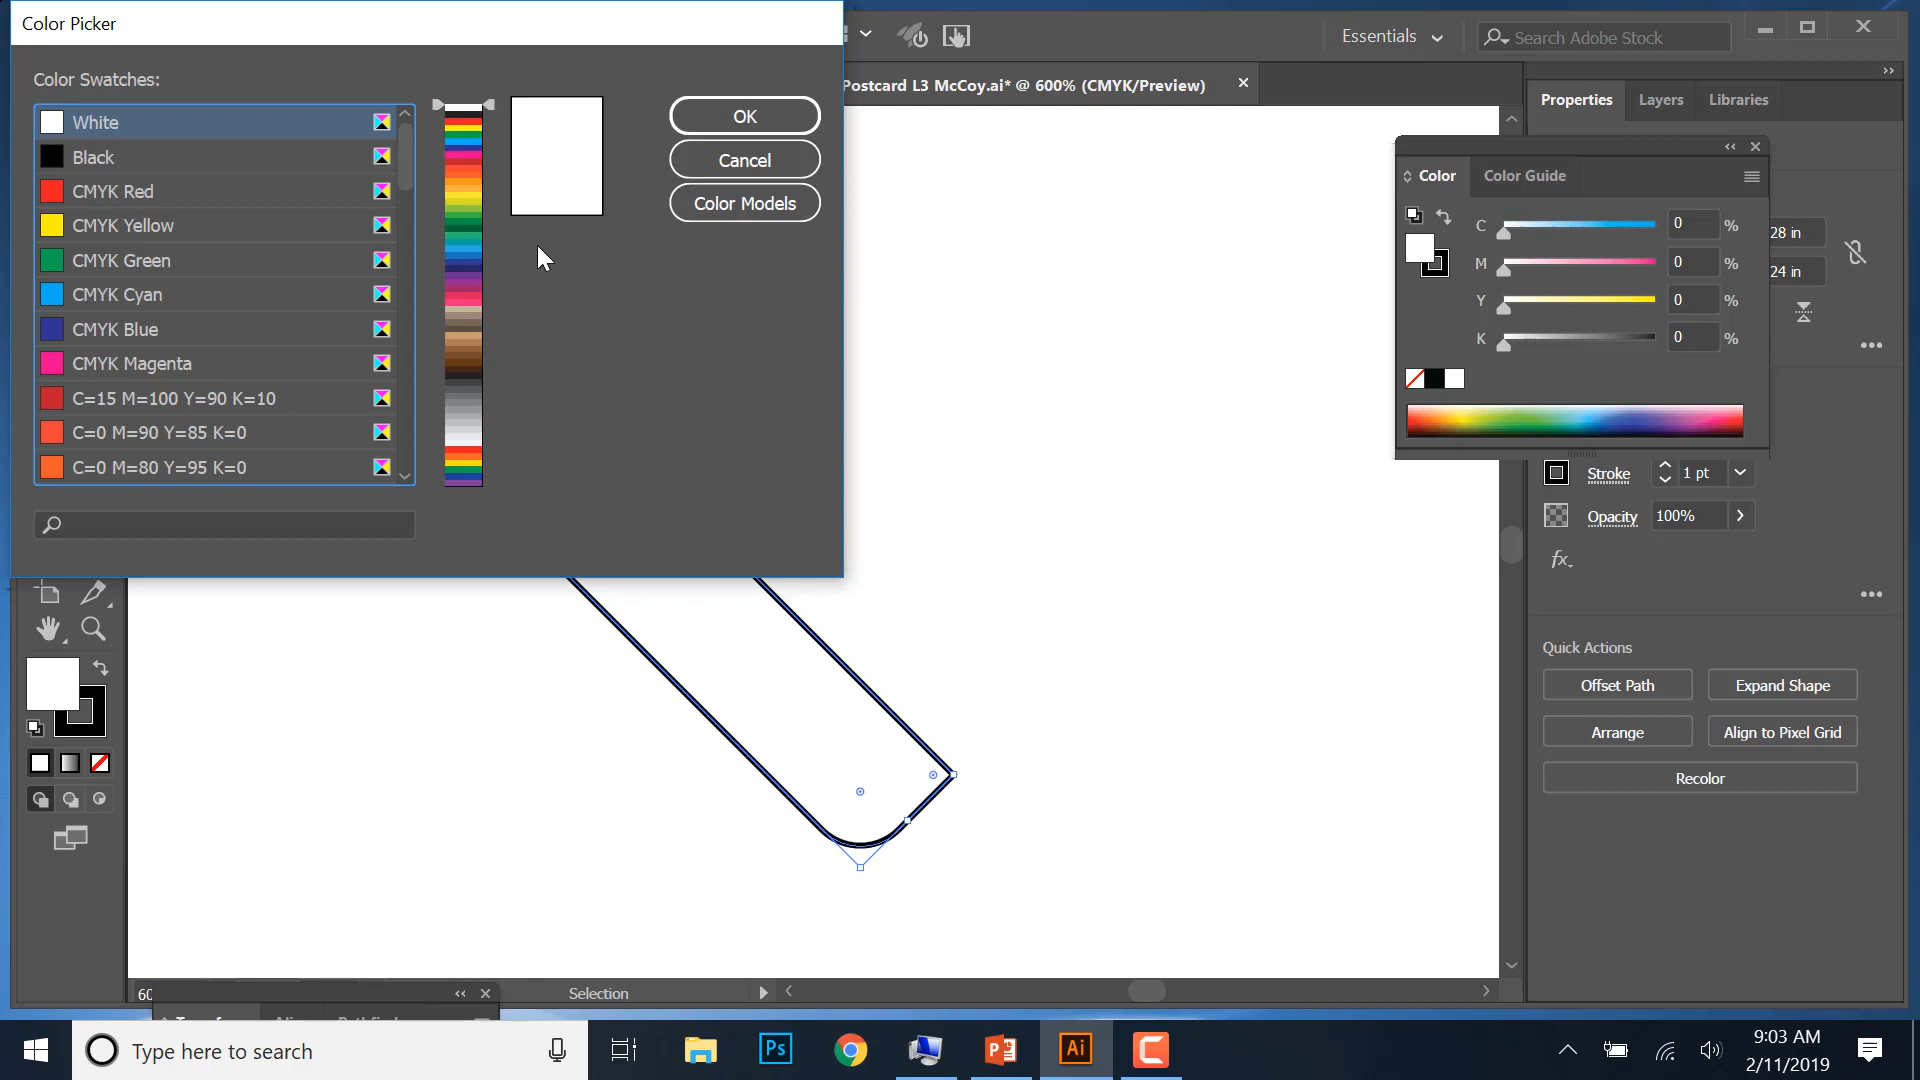 Color Picker
Color Swatches:
White
Black
CMYK Red
CMYK Yellow
CMYK Green
CMYK Cyan
CMYK Blue
CMYK Magenta
C=15 M=100 Y=90 K=10
C=0 M=90 Y=85 K=0
C=0 M=80 Y=95 K=0
OK
Cancel
Color Models
Essentials
Search Adobe Stock
Postcard L3 McCoy.ai* @ 600% (CMYK/Preview)
Properties
Layers
Libraries
Color
Color Guide
C
0
%
M
0
%
Y
0
%
K
0
%
28 in
24 in
Stroke
1 pt
Opacity
100%
fx
Quick Actions
Offset Path
Expand Shape
Arrange
Align to Pixel Grid
Recolor
Selection
Type here to search
Ps
Ai
9:03 AM
2/11/2019